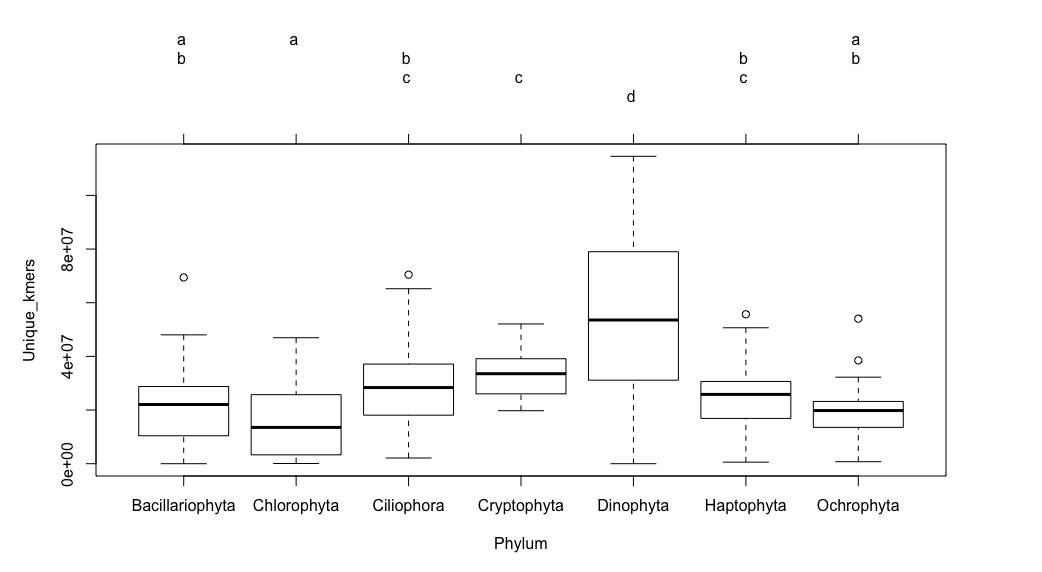 a a a
b b b b
c c c
d
Unique_kmers
8e+07
4e+07
0e+00
Bacillariophyta Chlorophyta Ciliophora Cryptophyta Dinophyta Haptophyta Ochrophyta
Phylum